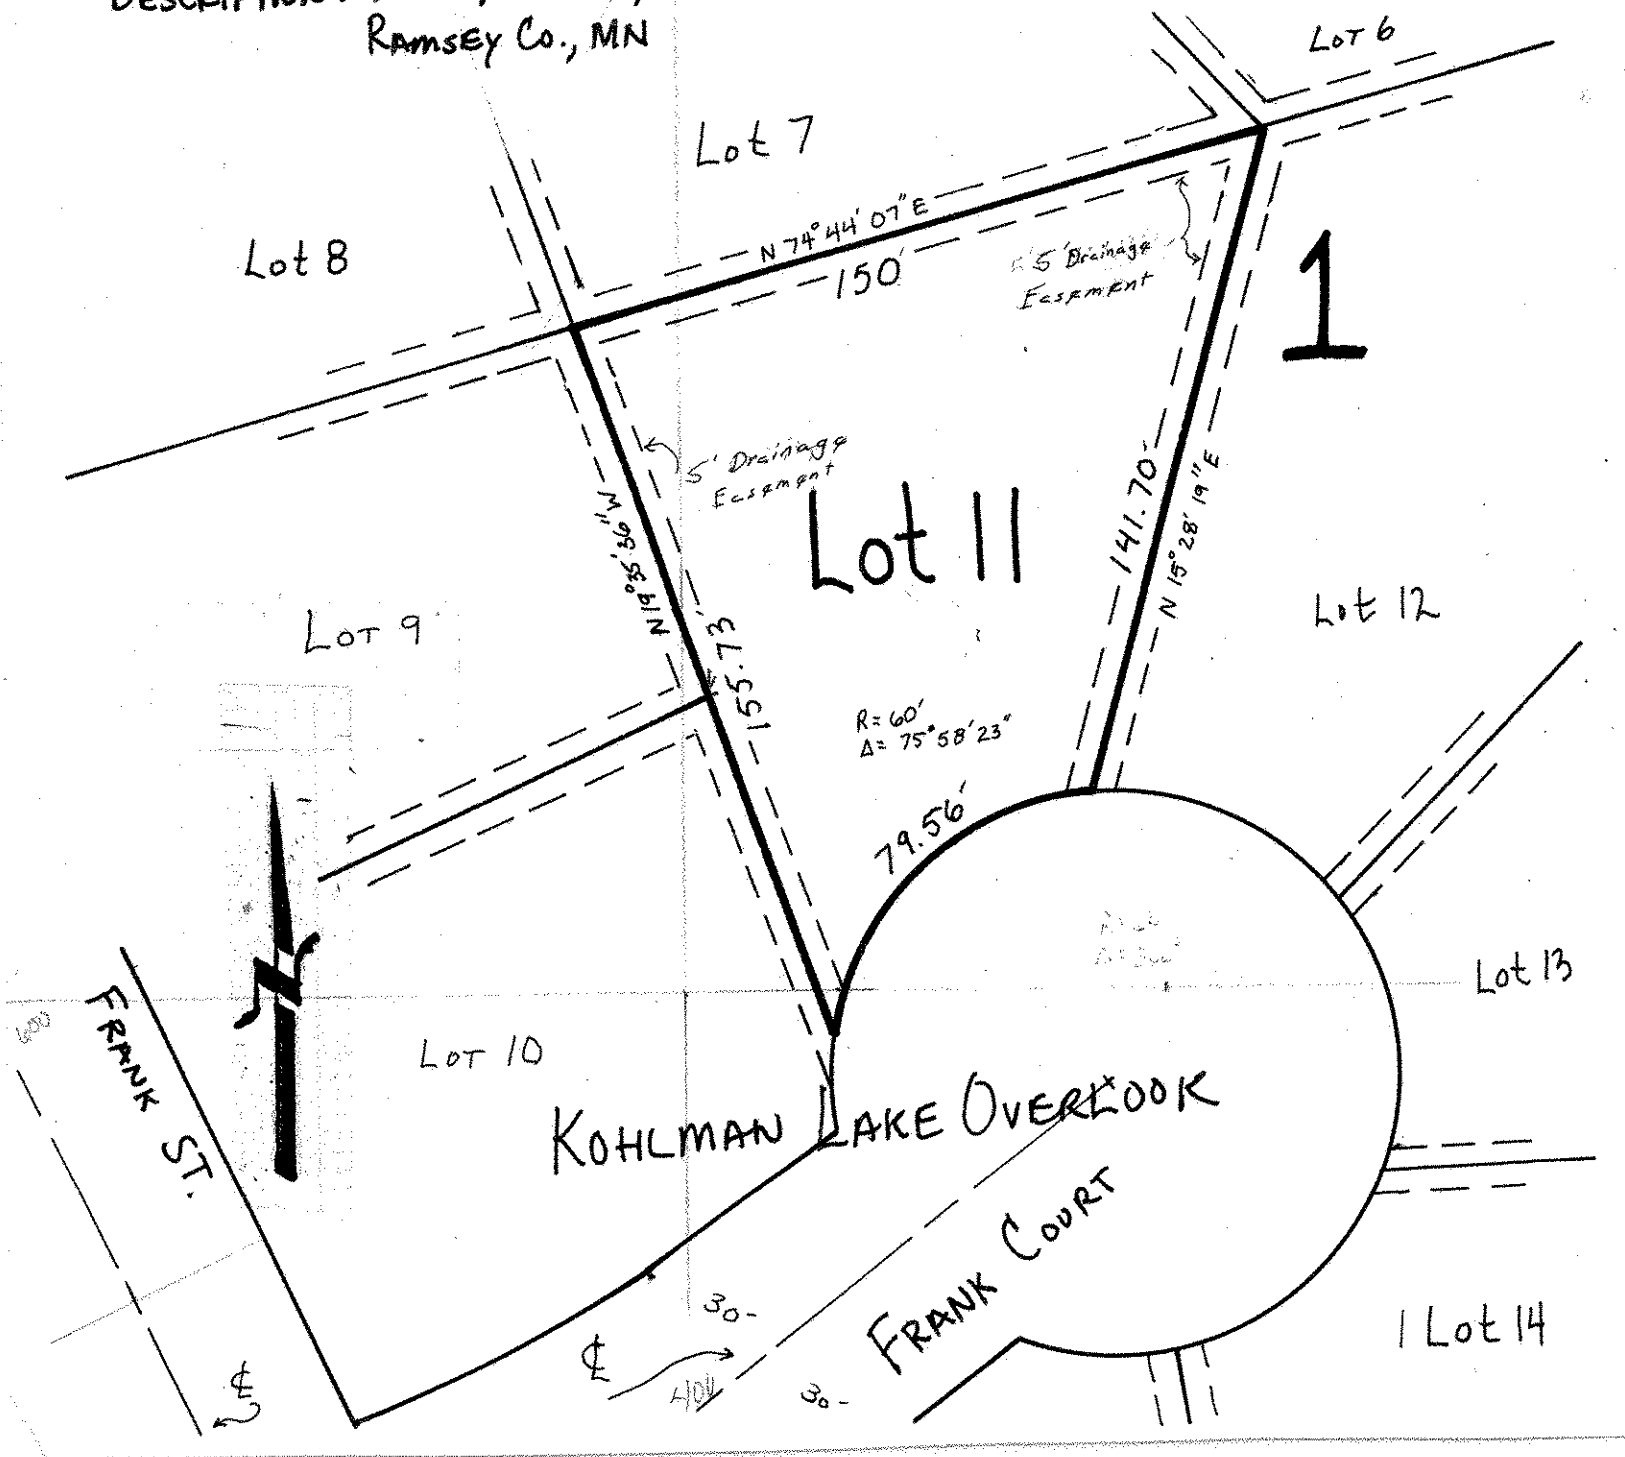 DESCRIPTION:
RAMSEY CO., MN
LOT 6
Lot 7
Lot 8
N 74° 44' 07" E
150'
5' Drainage
Easement
1
5' Drainage
Easement
Lot 11
N 19° 35' 36" W
155.73'
141.70'
N 15° 28' 19" E
LOT 9
Lot 12
R= 60'
Δ= 75° 58' 23"
79.56'
Lot 13
600
FRANK ST.
LOT 10
KOHLMAN LAKE OVERLOOK
FRANK COURT
30-
℄
30-
℄
Lot 14